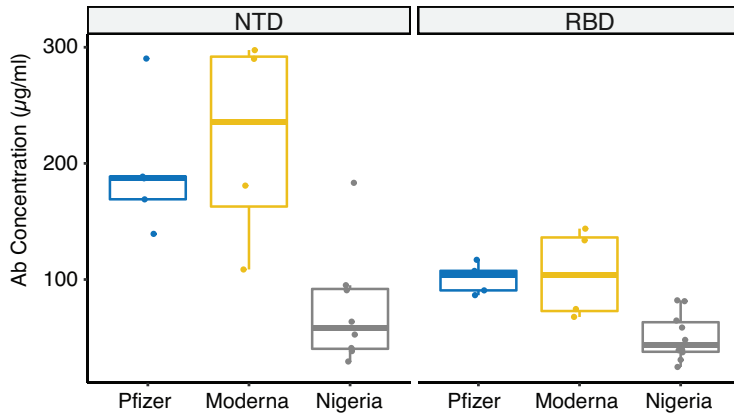 NTD RBD
Ab Concentration (µg/ml)
300
200
100
Pfizer Moderna Nigeria Pfizer Moderna Nigeria